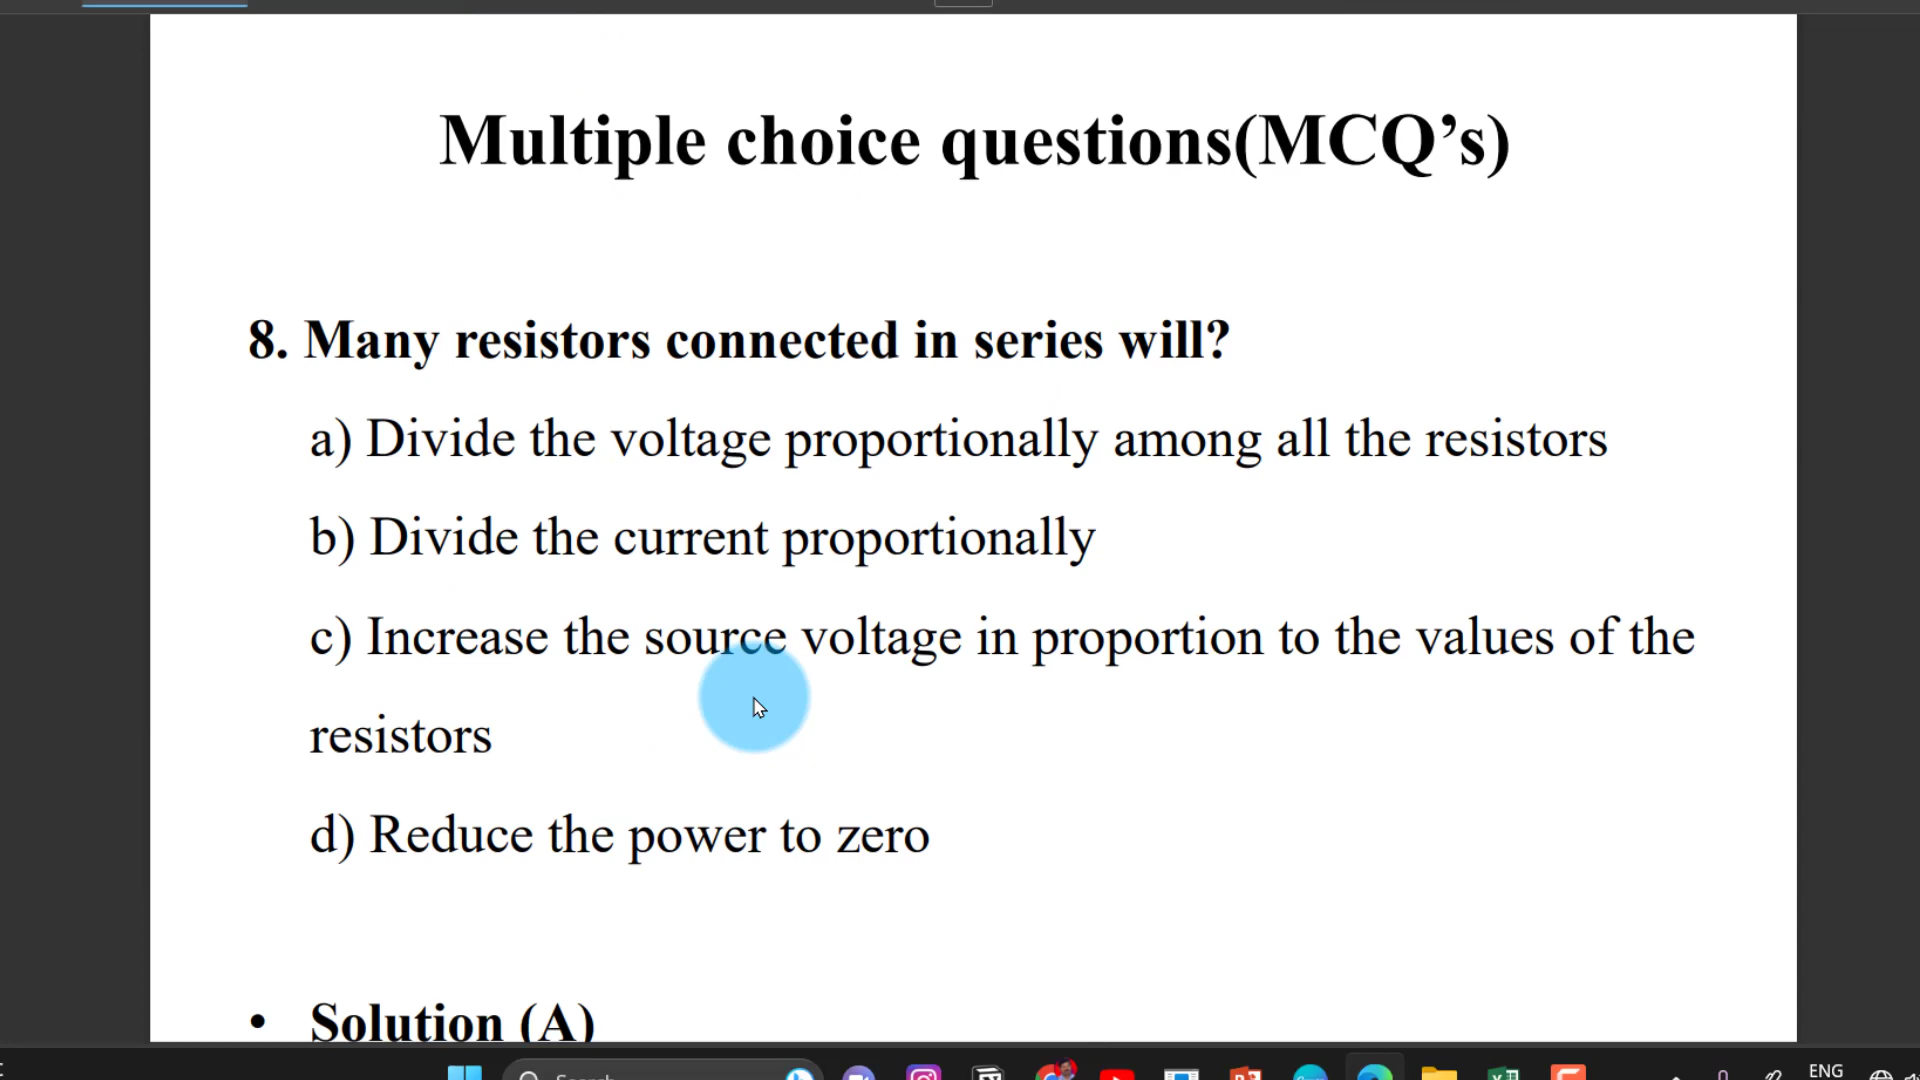 Multiple choice questions(MCQ’s)
8. Many resistors connected in series will?
a) Divide the voltage proportionally among all the resistors
b) Divide the current proportionally
c) Increase the source voltage in proportion to the values of the
resistors
d) Reduce the power to zero
• Solution (A)
Search
ENG